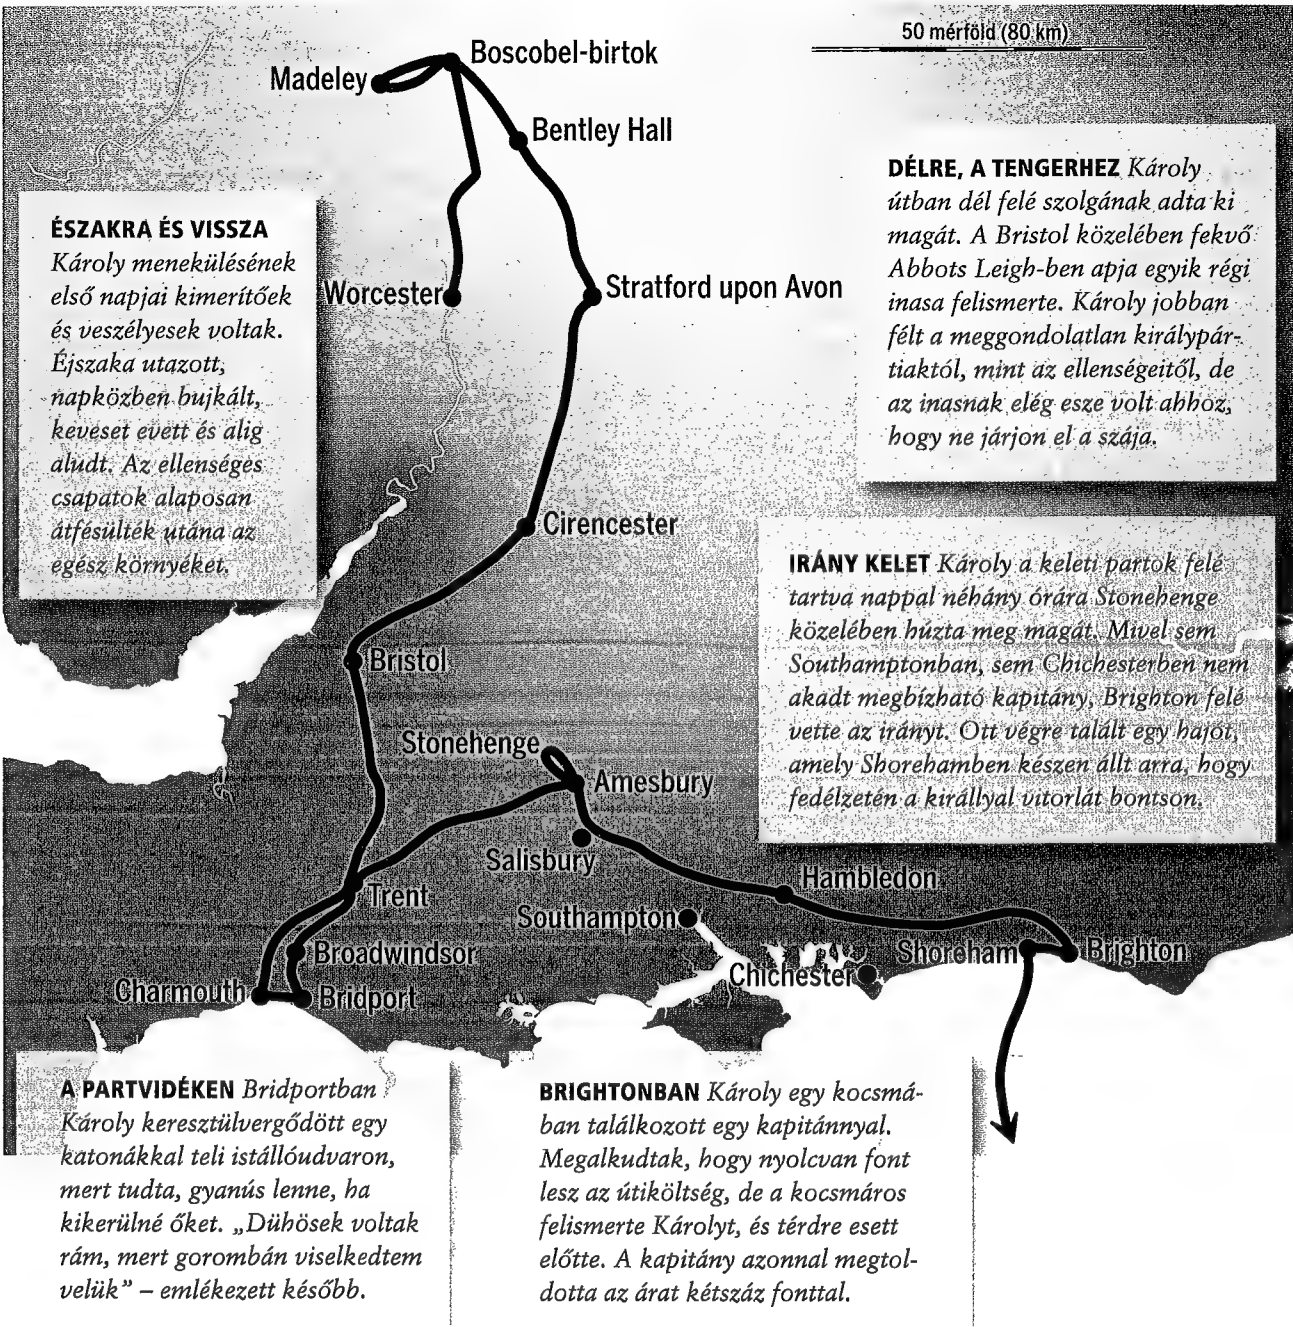 50 mérföld (80 km)
Boscobel-birtok
Madeley
Bentley Hall
DÉLRE, A TENGERHEZ Károly
útban dél felé szolgának adta ki
magát. A Bristol közelében fekvő
Abbots Leigh-ben apja egyik régi
inasa felismerte. Károly jobban
félt a meggondolatlan királypár-
tiaktól, mint az ellenségeitől, de
az inasnak elég esze volt ahhoz,
hogy ne járjon el a szája.
ÉSZAKRA ÉS VISSZA
Károly menekülésének
első napjai kimerítőek
és veszélyesek voltak.
Éjszaka utazott,
napközben bujkált,
keveset evett és alig
aludt. Az ellenséges
csapatok alaposan
átfésülték utána az
egész környéket.
Worcester
Stratford upon Avon
Cirencester
IRÁNY KELET Károly a keleti partok felé
tartva nappal néhány órára Stonehenge
közelében húzta meg magát. Mivel sem
Southamptonban, sem Chichesterben nem
akadt megbízható kapitány, Brighton felé
vette az irányt. Ott végre talált egy hajót,
amely Shorehamben készen állt arra, hogy
fedélzetén a királlyal vitorlát bontson.
Bristol
Stonehenge
Amesbury
Salisbury
Trent
Hambledon
Southampton
Broadwindsor
Shoreham
Brighton
Chichester
Charmouth
Bridport
A PARTVIDÉKEN Bridportban
Károly keresztülvergődött egy
katonákkal teli istállóudvaron,
mert tudta, gyanús lenne, ha
kikerülné őket. „Dühösek voltak
rám, mert gorombán viselkedtem
velük” – emlékezett később.
BRIGHTONBAN Károly egy kocsmá-
ban találkozott egy kapitánnyal.
Megalkudtak, hogy nyolcvan font
lesz az útiköltség, de a kocsmáros
felismerte Károlyt, és térdre esett
előtte. A kapitány azonnal megtol-
dotta az árat kétszáz fonttal.